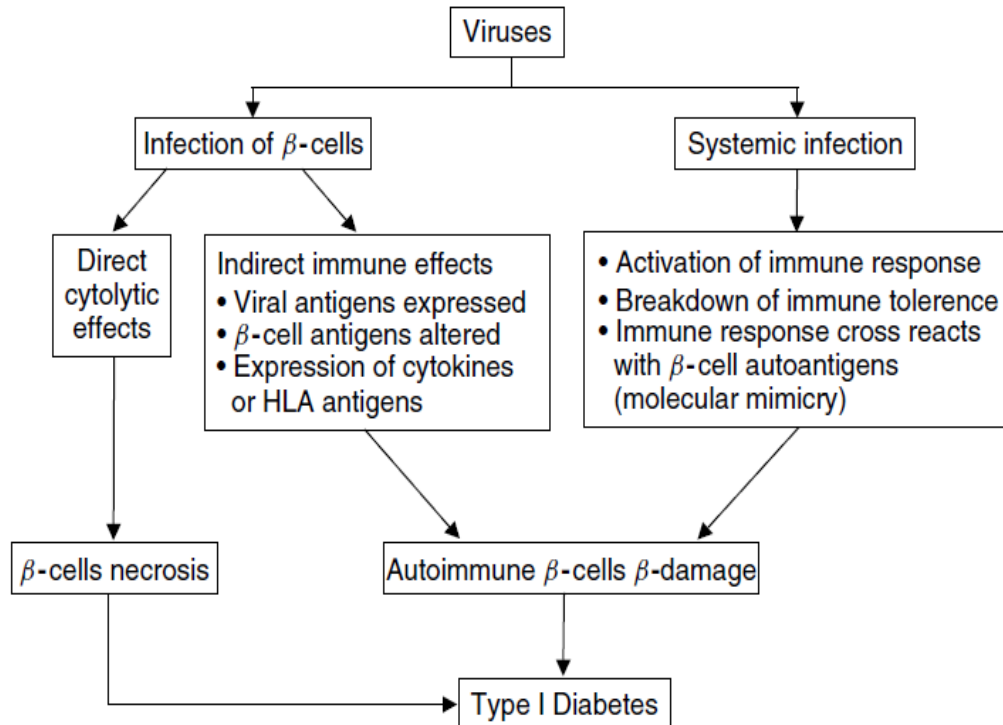 Viruses
Infection of β-cells
Systemic infection
Direct
cytolytic
effects
Indirect immune effects
• Viral antigens expressed
• β-cell antigens altered
• Expression of cytokines
or HLA antigens
• Activation of immune response
• Breakdown of immune tolerence
• Immune response cross reacts
with β-cell autoantigens
(molecular mimicry)
β-cells necrosis
Autoimmune β-cells β-damage
Type I Diabetes